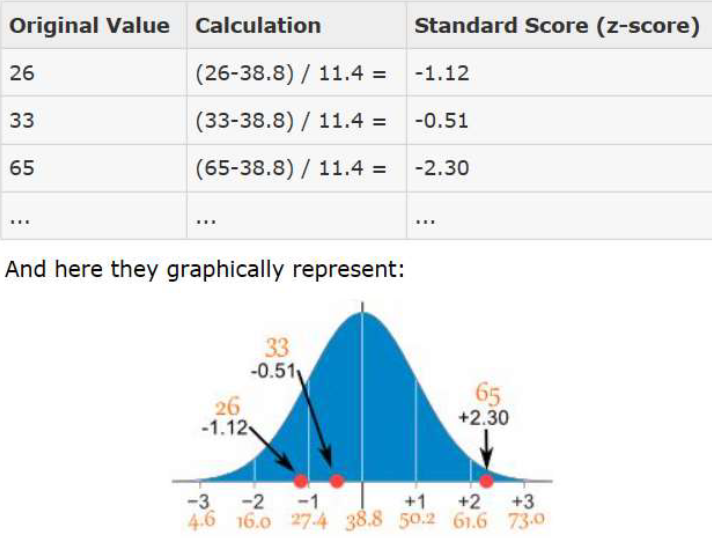 Original Value Calculation Standard Score (z-score)
26 (26-38.8) / 11.4 = -1.12
33 (33-38.8) / 11.4 = -0.51
65 (65-38.8) / 11.4 = -2.30
... ... ...
And here they graphically represent:
33
-0.51
26
-1.12
65
+2.30
-3 -2 -1 +1 +2 +3
4.6 16.0 27.4 38.8 50.2 61.6 73.0